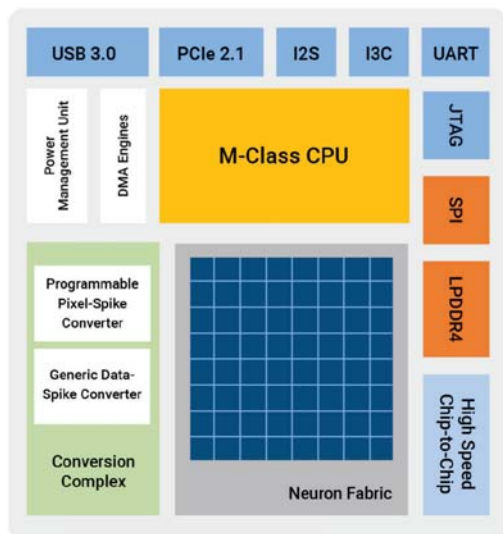 USB 3.0
PCIe 2.1
I2S
I3C
UART
Power
Management Unit
DMA Engines
M-Class CPU
JTAG
SPI
LPDDR4
High Speed
Chip-to-Chip
Programmable
Pixel-Spike
Converter
Generic Data-
Spike Converter
Conversion
Complex
Neuron Fabric